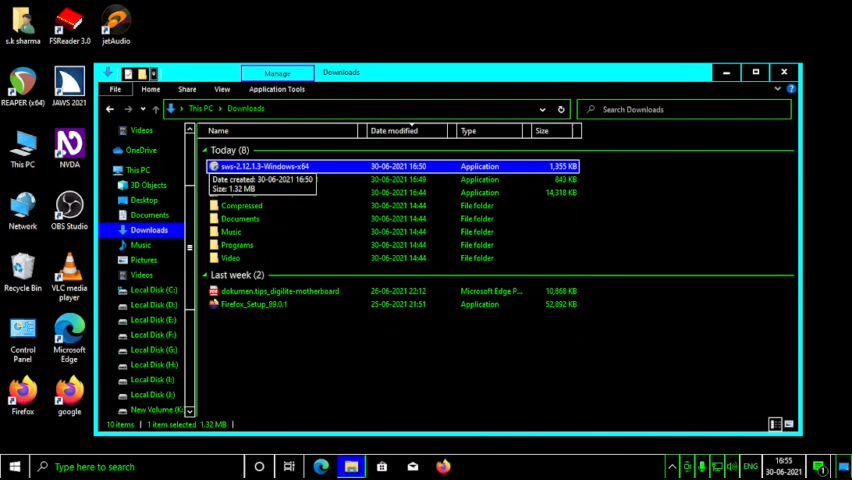 s.k sharma
FSReader 3.0
jetAudio
REAPER (x64)
JAWS 2021
This PC
NVDA
Network
OBS Studio
Recycle Bin
VLC media
player
Control
Panel
Microsoft
Edge
Firefox
google
Manage
Downloads
File
Home
Share
View
Application Tools
This PC
Downloads
Search Downloads
Videos
OneDrive
This PC
3D Objects
Desktop
Documents
Downloads
Music
Pictures
Videos
Local Disk (C:)
Local Disk (D:)
Local Disk (E:)
Local Disk (F:)
Local Disk (G:)
Local Disk (H:)
Local Disk (I:)
Local Disk (J:)
New Volume (K:
Name
Date modified
Type
Size
Today (8)
sws-2.12.1.3-Windows-x64
30-06-2021 16:50
Application
1,355 KB
Date created: 30-06-2021 16:50
Size: 1.32 MB
30-06-2021 16:49
Application
843 KB
30-06-2021 16:44
Application
14,318 KB
Compressed
30-06-2021 14:44
File folder
Documents
30-06-2021 14:44
File folder
Music
30-06-2021 14:44
File folder
Programs
30-06-2021 14:44
File folder
Video
30-06-2021 14:44
File folder
Last week (2)
dokumen.tips_digilite-motherboard
26-06-2021 22:12
Microsoft Edge P...
10,868 KB
Firefox_Setup_89.0.1
25-06-2021 21:51
Application
52,892 KB
10 items
1 item selected 1.32 MB
Type here to search
ENG
16:55
30-06-2021
1